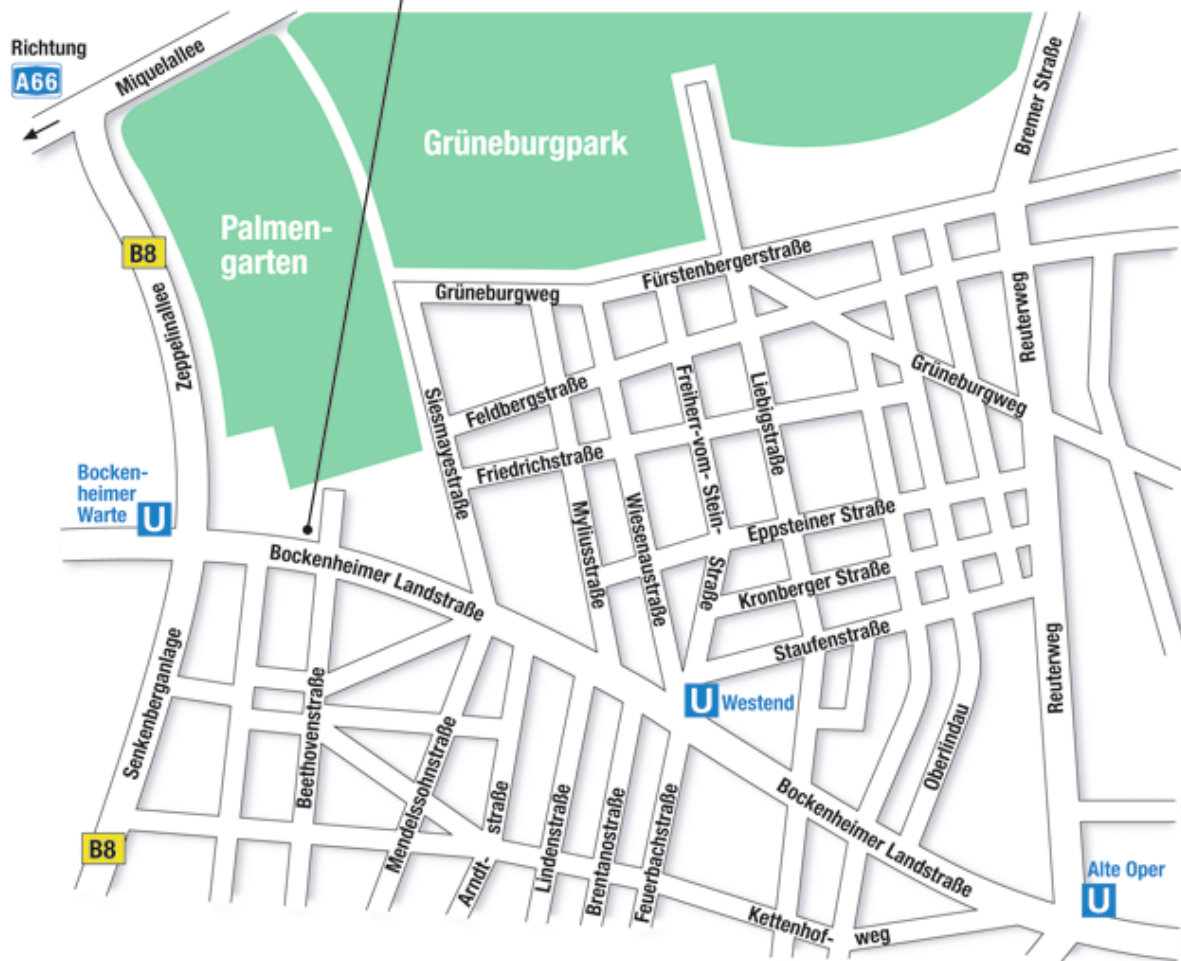 Richtung
A66
Miquelallee
Bremer Straße
Grüneburgpark
Palmen-
garten
B8
Fürstenbergerstraße
Grüneburgweg
Zeppelinallee
Reuterweg
Grüneburgweg
Siesmayestraße
Feldbergstraße
Freiherr-vom- Stein-
Straße
Liebigstraße
Friedrichstraße
Bocken-
heimer
Warte
U
Myliusstraße
Wiesenaustraße
Eppsteiner Straße
Bockenheimer Landstraße
Kronberger Straße
Staufenstraße
Senkenberganlage
Beethovenstraße
Reuterweg
U Westend
Mendelssohnstraße
Oberlindau
Arndt-
straße
Lindenstraße
Brentanostraße
Feuerbachstraße
Bockenheimer Landstraße
B8
Alte Oper
U
Kettenhof-
weg